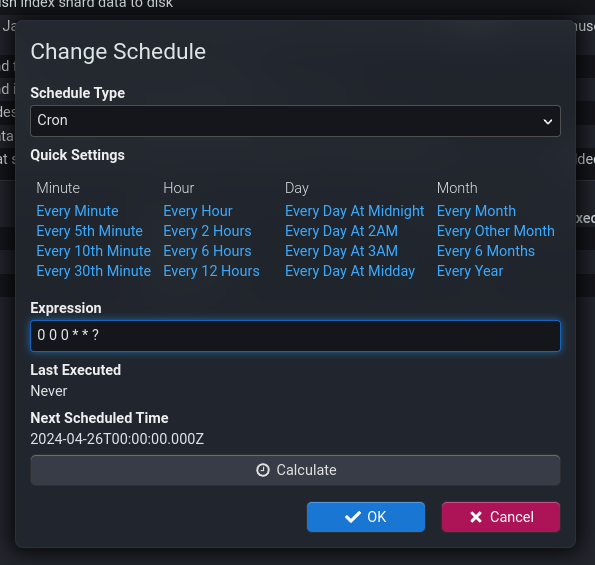 index shard data to disk
Change Schedule
Schedule Type
Cron
Quick Settings
Minute Hour Day Month
Every Minute Every Hour Every Day At Midnight Every Month
Every 5th Minute Every 2 Hours Every Day At 2AM Every Other Month
Every 10th Minute Every 6 Hours Every Day At 3AM Every 6 Months
Every 30th Minute Every 12 Hours Every Day At Midday Every Year
Expression
0 0 0 * * ?
Last Executed
Never
Next Scheduled Time
2024-04-26T00:00:00.000Z
Calculate
OK Cancel